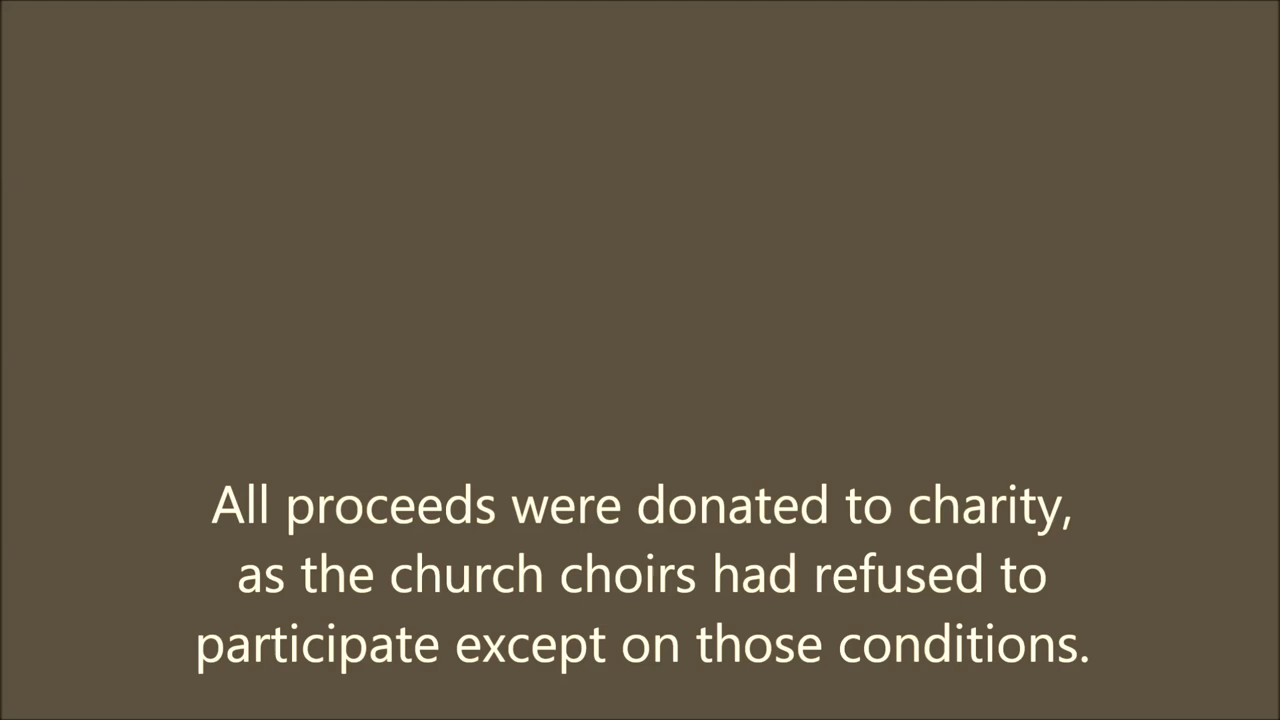 All proceeds were donated to charity,
as the church choirs had refused to
participate except on those conditions.